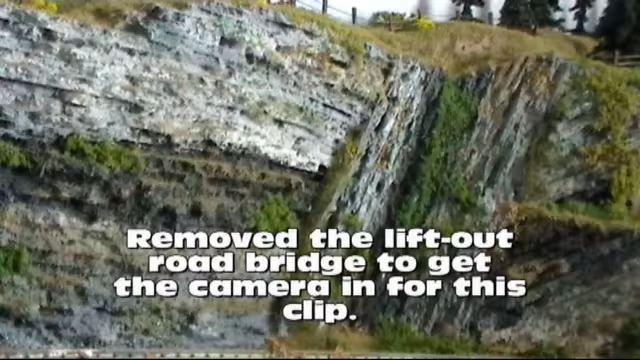 Removed the lift-out
road bridge to get
the camera in for this
clip.